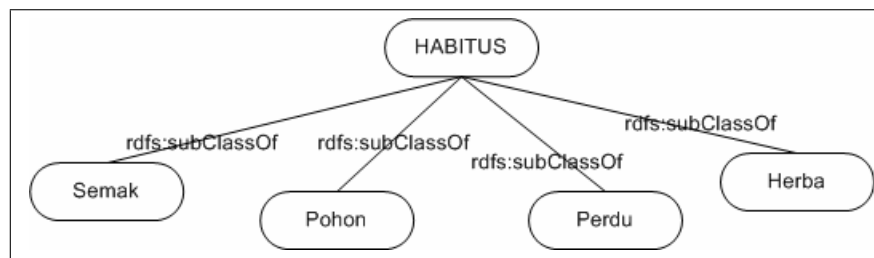 HABITUS
rdfs:subClassOf
rdfs:subClassOf
rdfs:subClassOf
rdfs:subClassOf
Semak
Pohon
Perdu
Herba